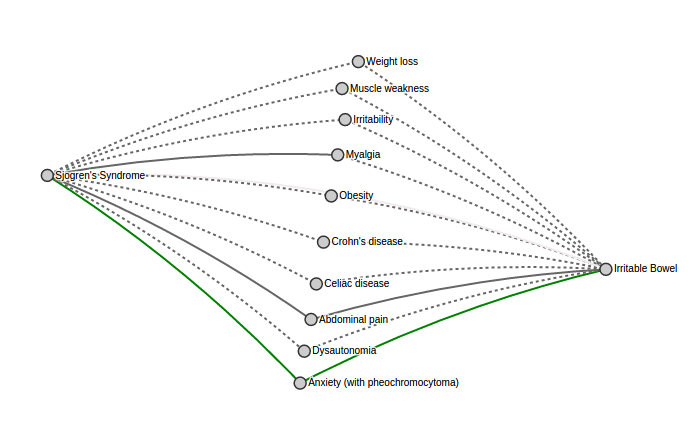 Weight loss
Muscle weakness
Irritability
Myalgia
Sjögren's Syndrome
Obesity
Crohn's disease
Irritable Bowel
Celiac disease
Abdominal pain
Dysautonomia
Anxiety (with pheochromocytoma)